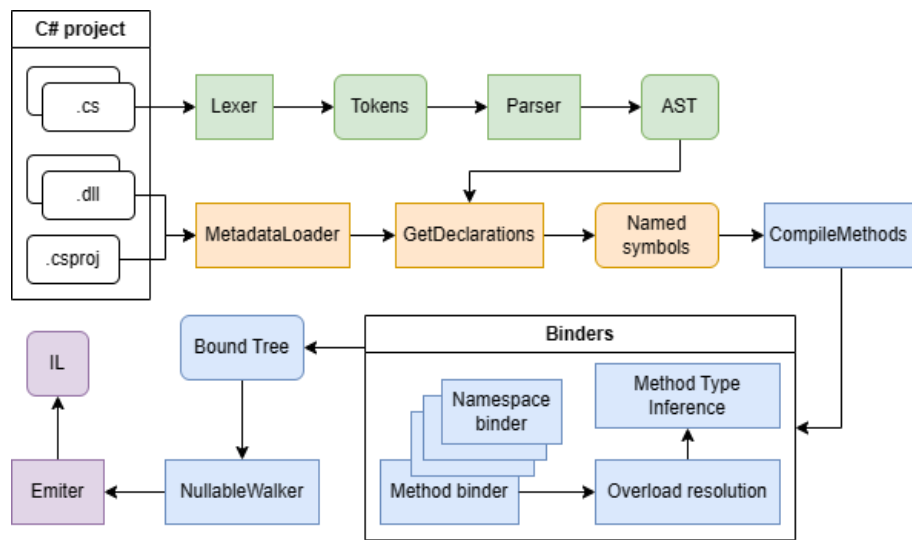 C# project
.cs
Lexer
Tokens
Parser
AST
.dll
.csproj
MetadataLoader
GetDeclarations
Named
symbols
CompileMethods
IL
Bound Tree
Binders
Namespace
binder
Method Type
Inference
Emiter
NullableWalker
Method binder
Overload resolution